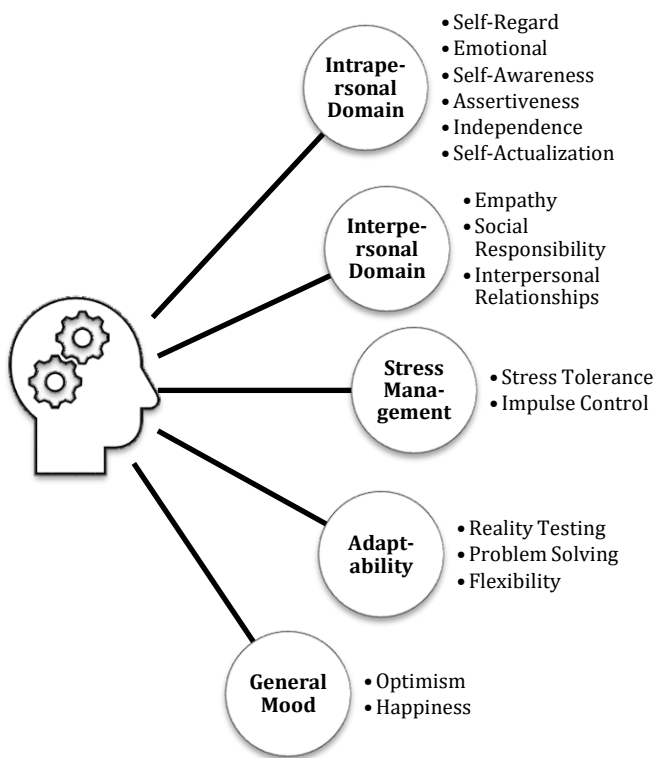 Intrape-
rsonal
Domain
• Self-Regard
• Emotional
• Self-Awareness
• Assertiveness
• Independence
• Self-Actualization
Interpe-
rsonal
Domain
• Empathy
• Social
Responsibility
• Interpersonal
Relationships
Stress
Mana-
gement
• Stress Tolerance
• Impulse Control
Adapt-
ability
• Reality Testing
• Problem Solving
• Flexibility
General
Mood
• Optimism
• Happiness